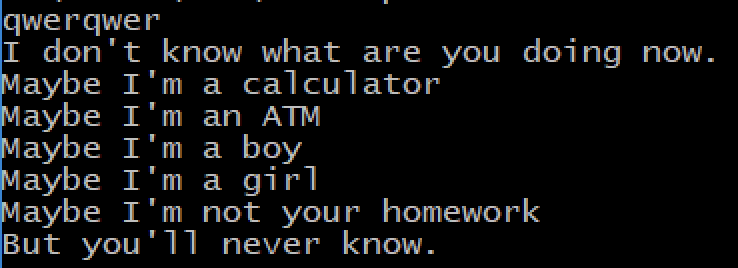 qwerqwer
I don't know what are you doing now.
Maybe I'm a calculator
Maybe I'm an ATM
Maybe I'm a boy
Maybe I'm a girl
Maybe I'm not your homework
But you'll never know.